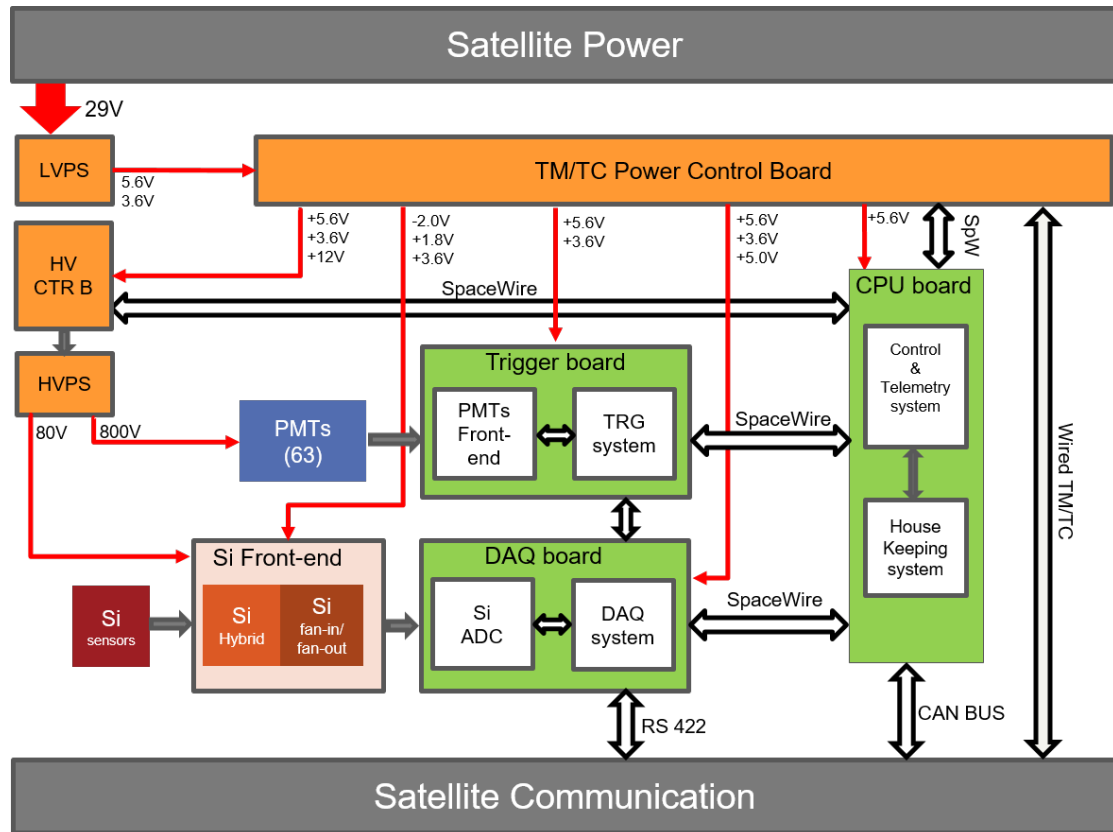 Satellite Power
29V
LVPS
5.6V
3.6V
TM/TC Power Control Board
+5.6V
+3.6V
+12V
-2.0V
+1.8V
+3.6V
+5.6V
+3.6V
+5.6V
+3.6V
+5.0V
+5.6V
SpW
HV
CTR B
SpaceWire
CPU board
Control
&
Telemetry
system
House
Keeping
system
HVPS
80V
800V
PMTs
(63)
Trigger board
PMTs
Front-
end
TRG
system
SpaceWire
Wired TM/TC
Si Front-end
Si
sensors
Si
Hybrid
Si
fan-in/
fan-out
DAQ board
Si
ADC
DAQ
system
SpaceWire
RS 422
CAN BUS
Satellite Communication